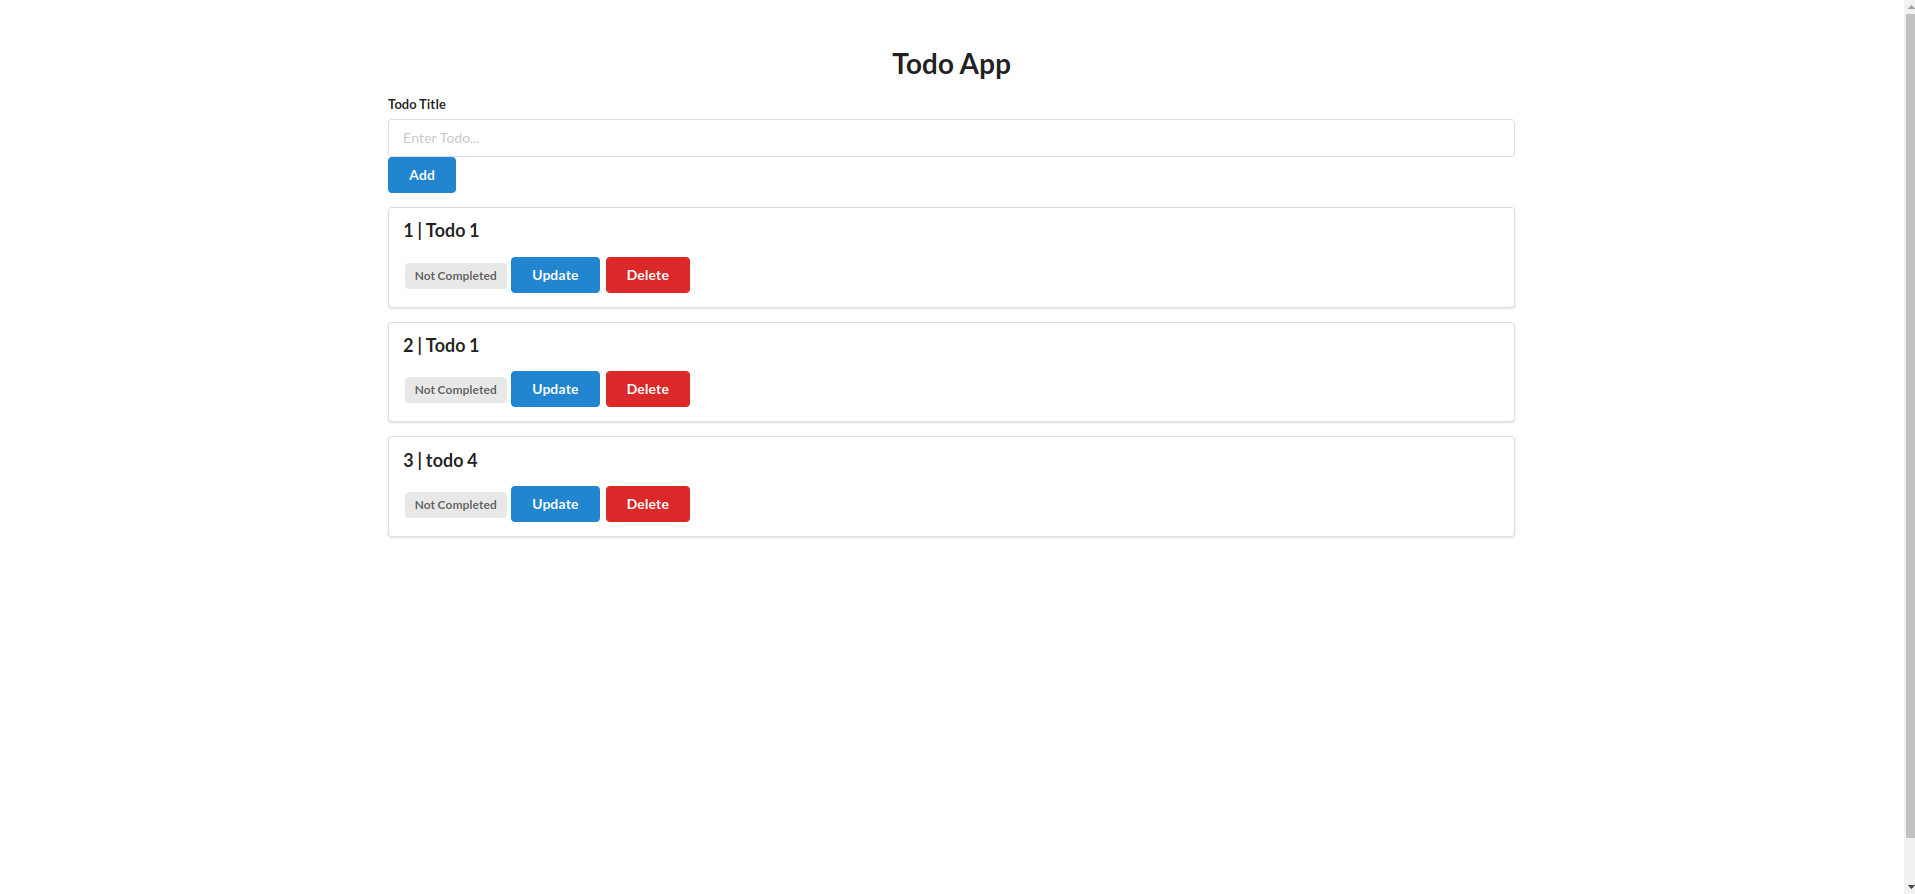 Todo App
Todo Title
Enter Todo...
Add
1 | Todo 1
Not Completed Update Delete
2 | Todo 1
Not Completed Update Delete
3 | todo 4
Not Completed Update Delete